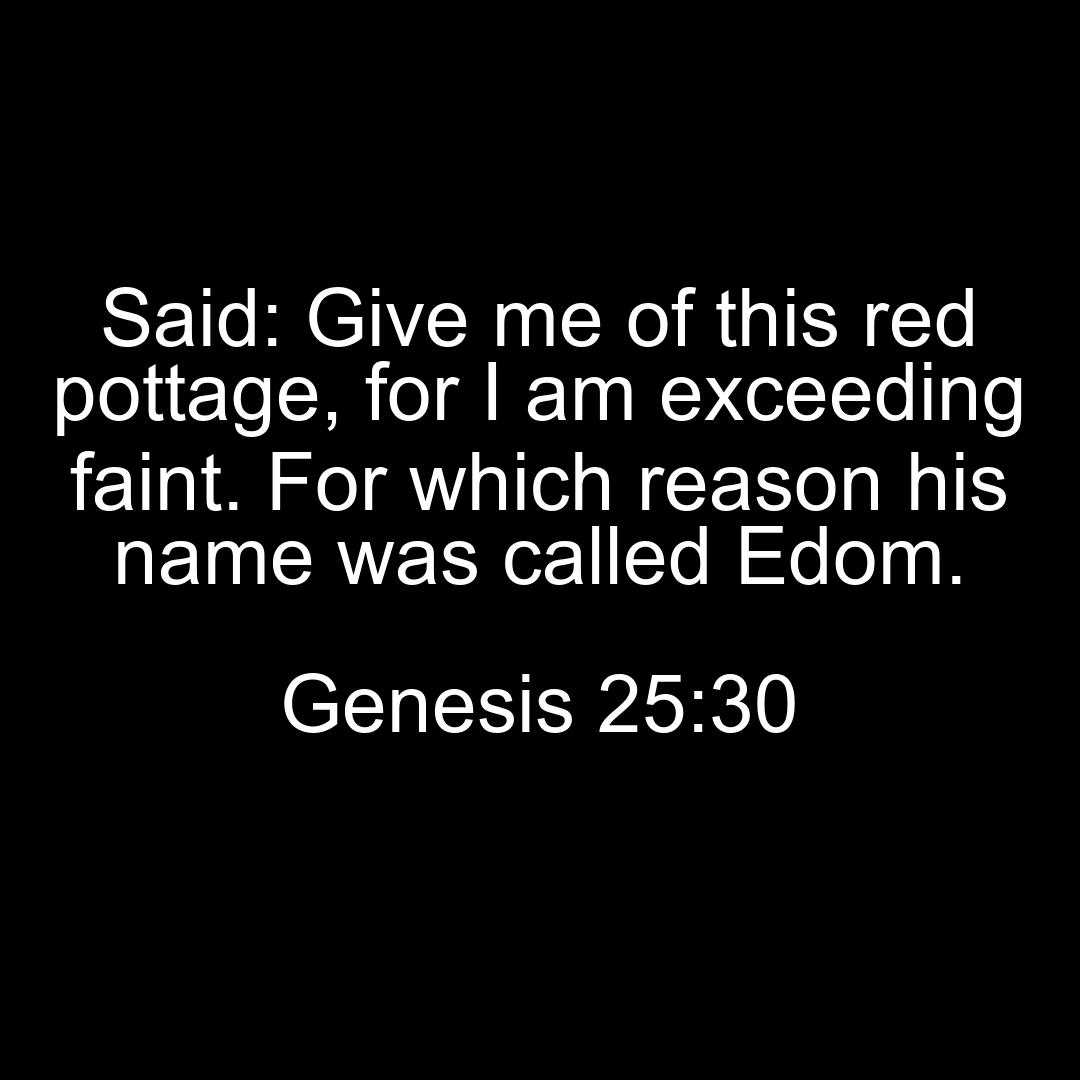 Said: Give me of this red
pottage, for I am exceeding
faint. For which reason his
name was called Edom.
Genesis 25:30